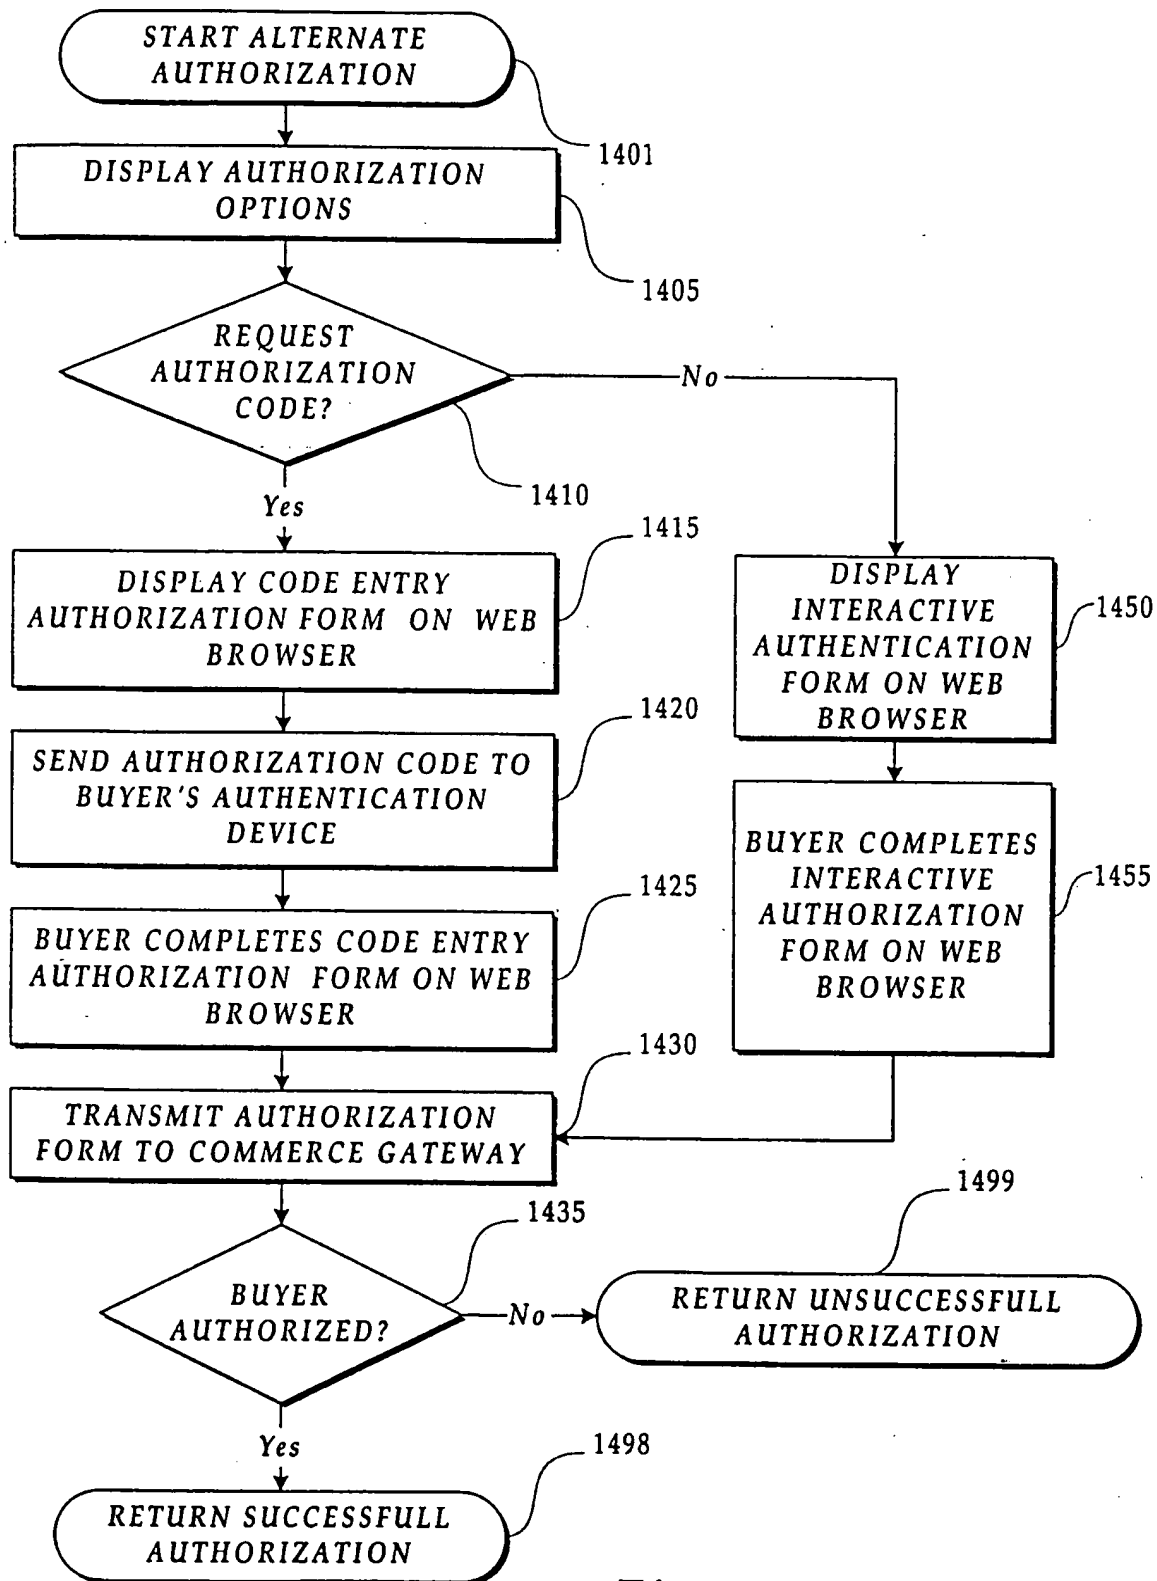 START ALTERNATE
AUTHORIZATION
1401
DISPLAY AUTHORIZATION
OPTIONS
1405
REQUEST
AUTHORIZATION
CODE?
No
1410
Yes
1415
DISPLAY CODE ENTRY
AUTHORIZATION FORM ON WEB
BROWSER
DISPLAY
INTERACTIVE
AUTHENTICATION
FORM ON WEB
BROWSER
1450
1420
SEND AUTHORIZATION CODE TO
BUYER'S AUTHENTICATION
DEVICE
BUYER COMPLETES
INTERACTIVE
AUTHORIZATION
FORM ON WEB
BROWSER
1455
1425
BUYER COMPLETES CODE ENTRY
AUTHORIZATION FORM ON WEB
BROWSER
1430
TRANSMIT AUTHORIZATION
FORM TO COMMERCE GATEWAY
1435
BUYER
AUTHORIZED?
No
1499
RETURN UNSUCCESSFULL
AUTHORIZATION
Yes
1498
RETURN SUCCESSFULL
AUTHORIZATION